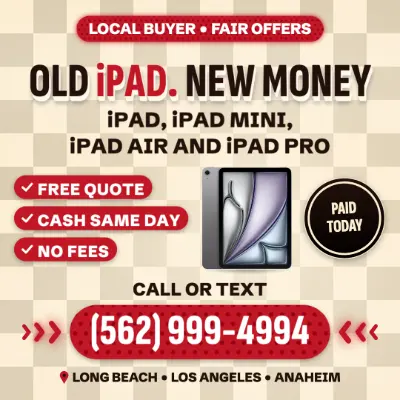 LOCAL BUYER • FAIR OFFERS
OLD iPAD. NEW MONEY
iPAD, iPAD MINI,
iPAD AIR AND iPAD PRO
FREE QUOTE
CASH SAME DAY
NO FEES
PAID
TODAY
CALL OR TEXT
(562) 999-4994
LONG BEACH • LOS ANGELES • ANAHEIM